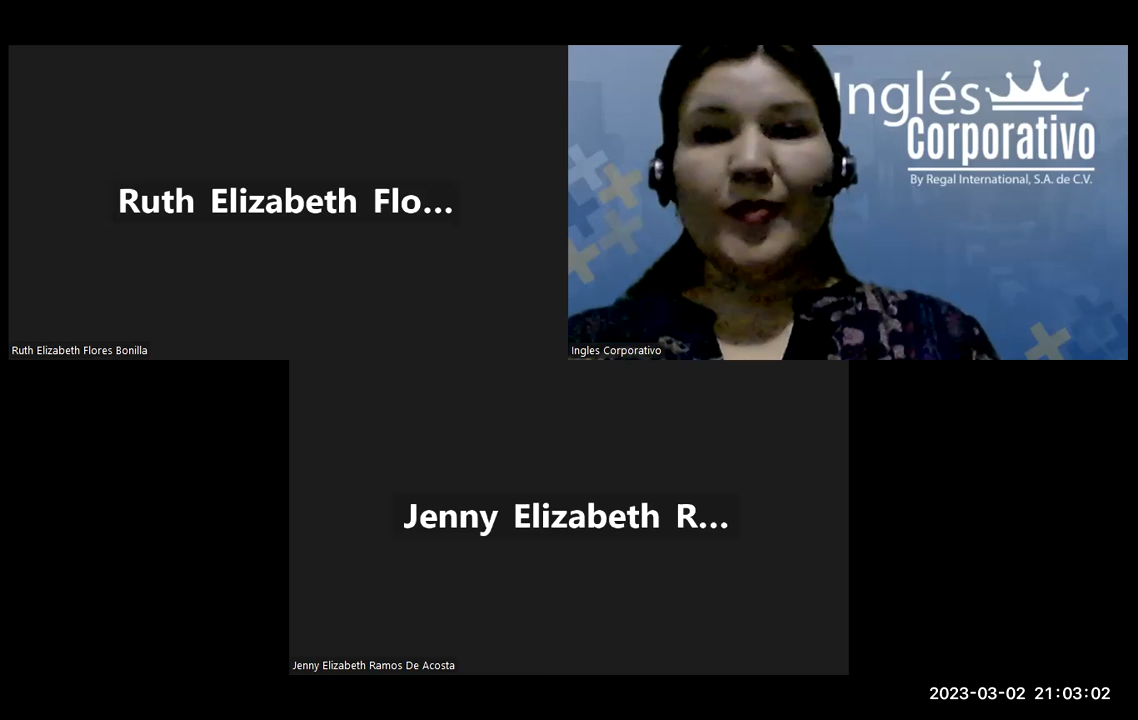 Ruth Elizabeth Flo...
Ruth Elizabeth Flores Bonilla
Inglés
Corporativo
By Regal International, S.A. de C.V.
Ingles Corporativo
Jenny Elizabeth R...
Jenny Elizabeth Ramos De Acosta
2023-03-02 21:03:02